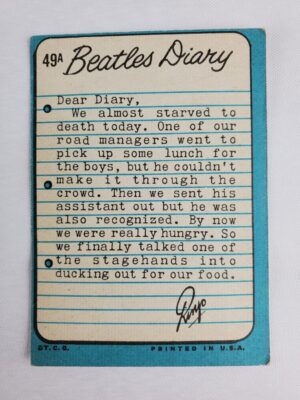 49A Beatles Diary
Dear Diary,
We almost starved to
death today. One of our
road managers went to
pick up some lunch for
the boys, but he couldn't
make it through the
crowd. Then we sent his
assistant out but he was
also recognized. By now
we were really hungry. So
we finally talked one of
the stagehands into
ducking out for our food.
Ringo
©T.C.G. PRINTED IN U.S.A.